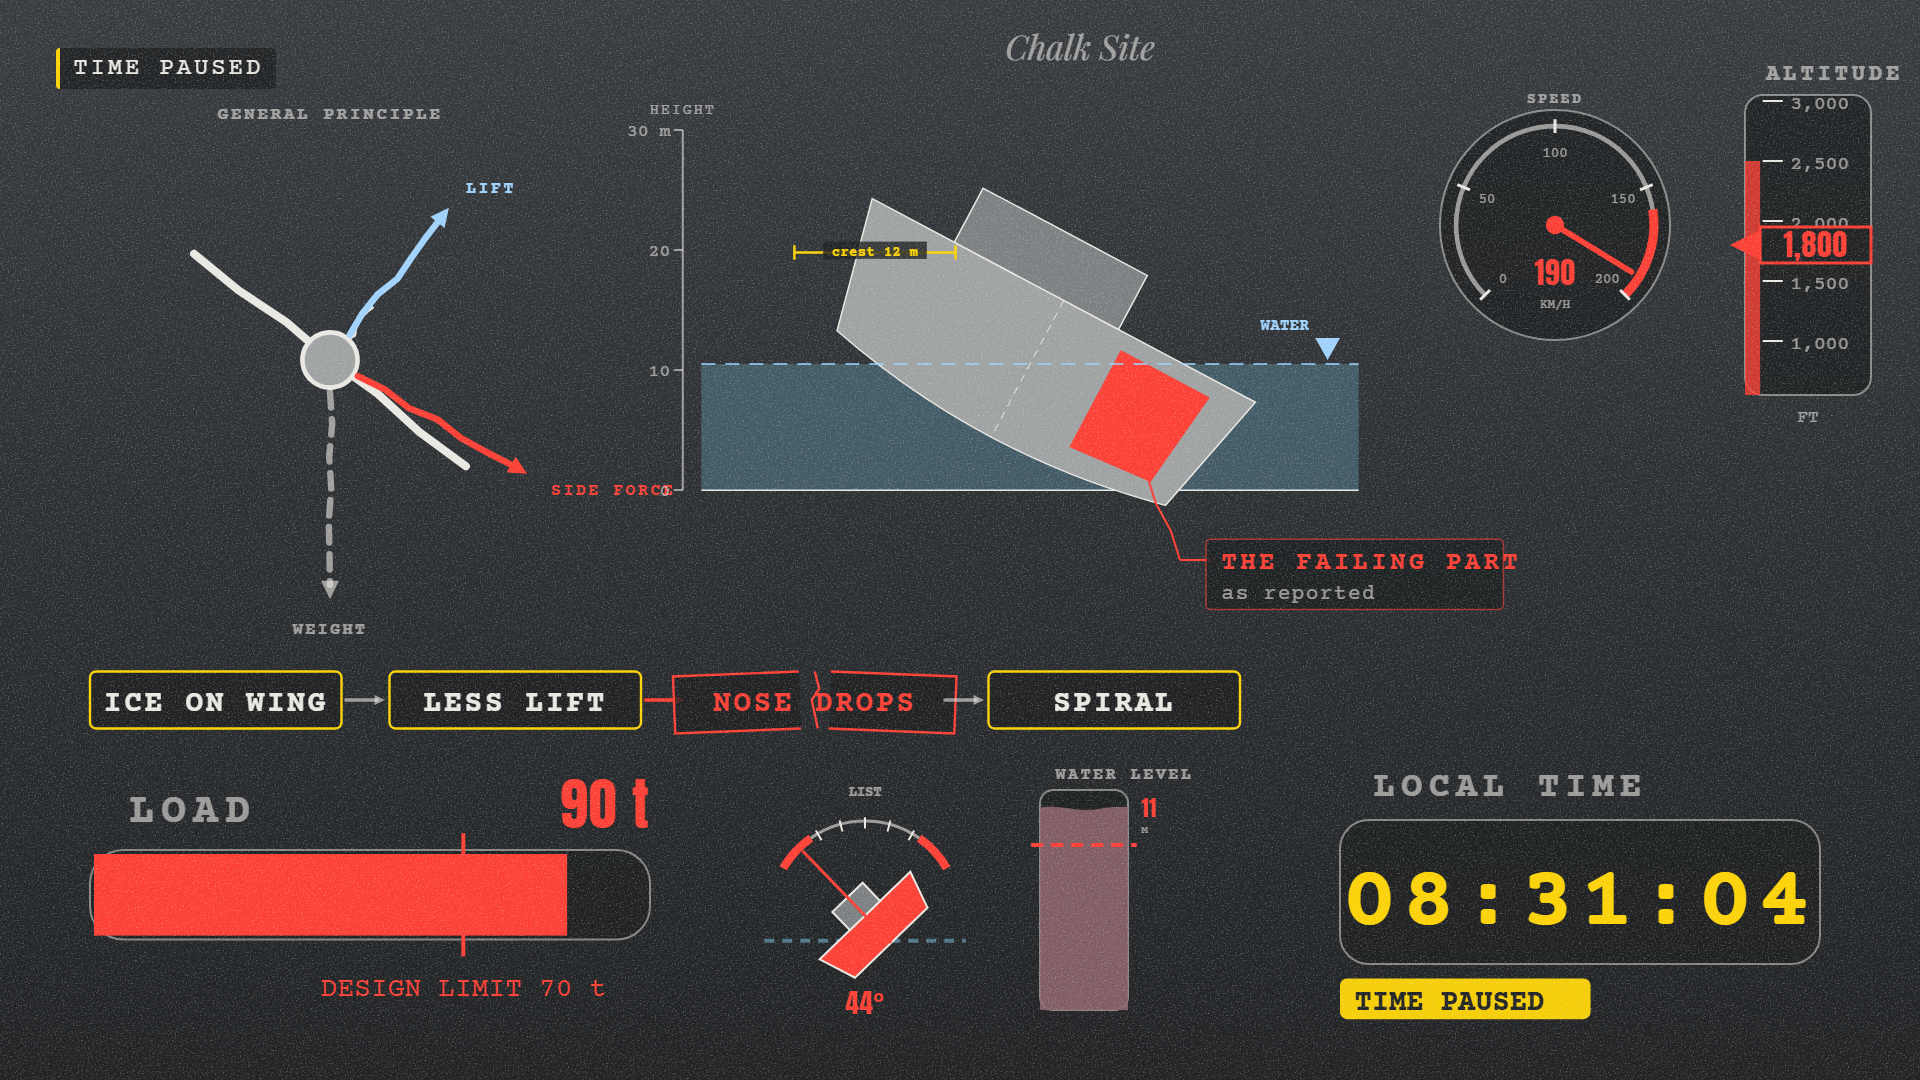 Chalk Site
TIME PAUSED
GENERAL PRINCIPLE
LIFT
SIDE FORCE
WEIGHT
HEIGHT
30 m
20
10
0
crest 12 m
WATER
THE FAILING PART
as reported
SPEED
0
50
100
150
200
190
KM/H
ALTITUDE
3,000
2,500
2,000
1,800
1,500
1,000
FT
ICE ON WING
LESS LIFT
NOSE DROPS
SPIRAL
LOAD
90 t
DESIGN LIMIT 70 t
LIST
44°
WATER LEVEL
11
M
LOCAL TIME
08:31:04
TIME PAUSED